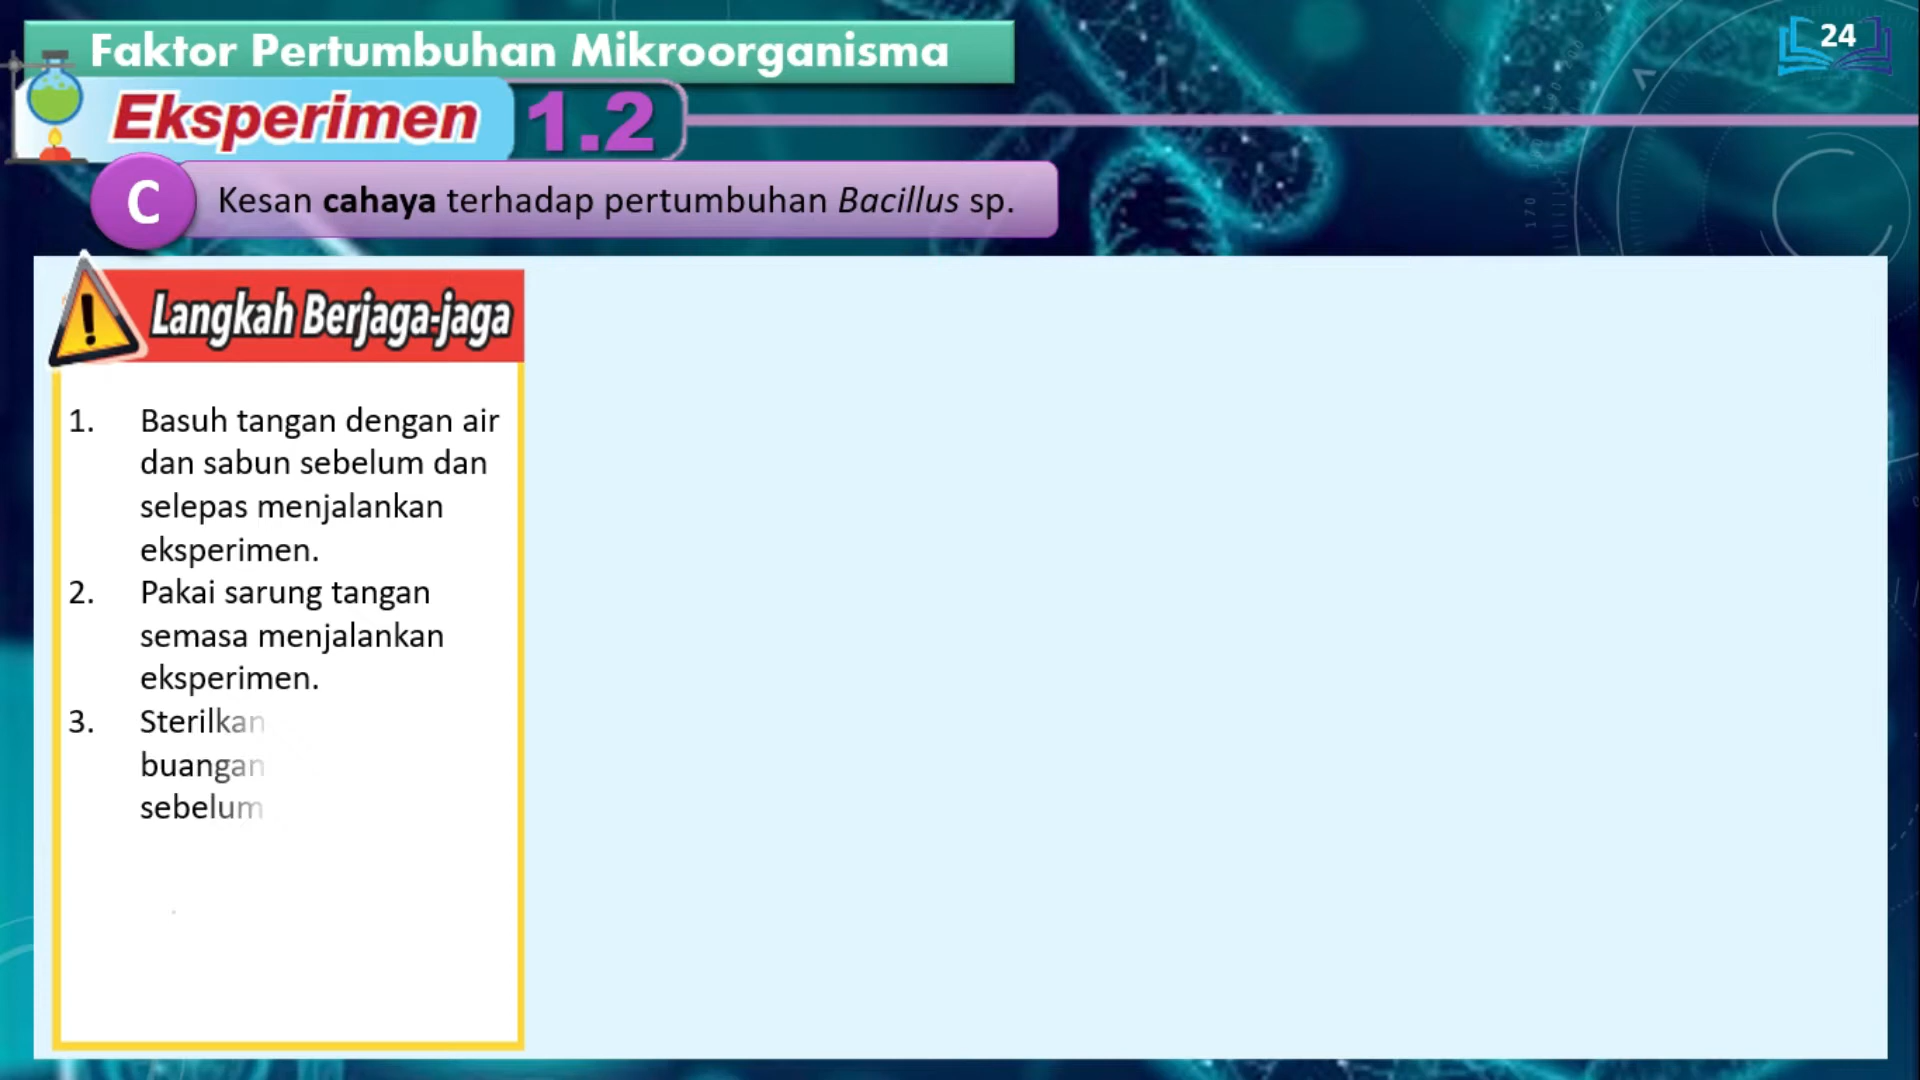 Faktor Pertumbuhan Mikroorganisma
24
Eksperimen 1.2
C Kesan cahaya terhadap pertumbuhan Bacillus sp.
Langkah Berjaga-jaga
1. Basuh tangan dengan air
dan sabun sebelum dan
selepas menjalankan
eksperimen.
2. Pakai sarung tangan
semasa menjalankan
eksperimen.
3. Sterilkan
buangan
sebelum
170